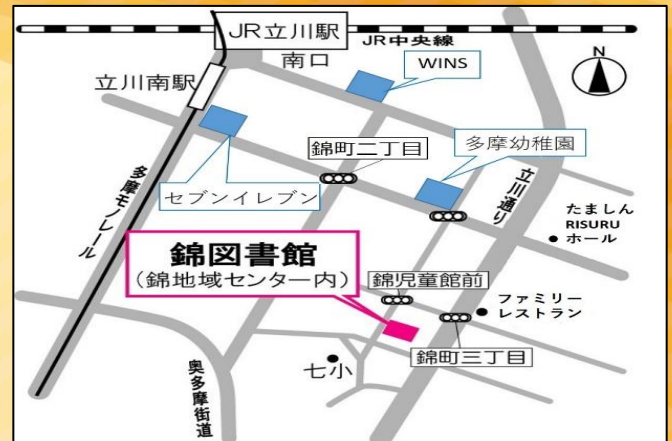 JR立川駅
JR中央線
南口
WINS
N
立川南駅
錦町二丁目
多摩幼稚園
セブンイレブン
多摩モノレール
立川通り
たましん
RISURU
ホール
錦図書館
(錦地域センター内)
錦児童館前
ファミリー
レストラン
錦町三丁目
七小
奥多摩街道